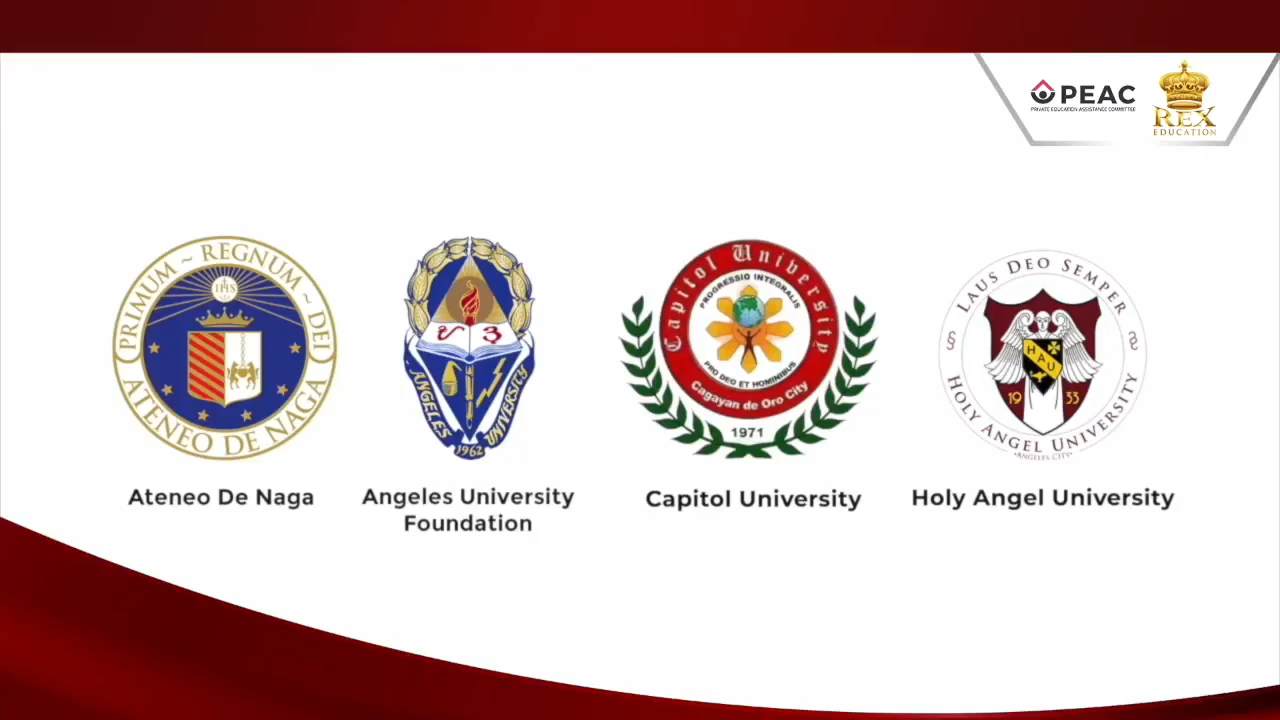 PEAC
PRIVATE EDUCATION ASSISTANCE COMMITTEE
REX
EDUCATION
PRIMUM ~ REGNUM ~ DEI
IHS
ATENEO DE NAGA
ANGELES UNIVERSITY
1962
Capitol University
PROGRESSIO INTEGRALIS
PRO DEO ET HOMINIBUS
Cagayan de Oro City
1971
LAUS DEO SEMPER
HAU
1933
HOLY ANGEL UNIVERSITY
ANGELES CITY
Ateneo De Naga
Angeles University
Foundation
Capitol University
Holy Angel University